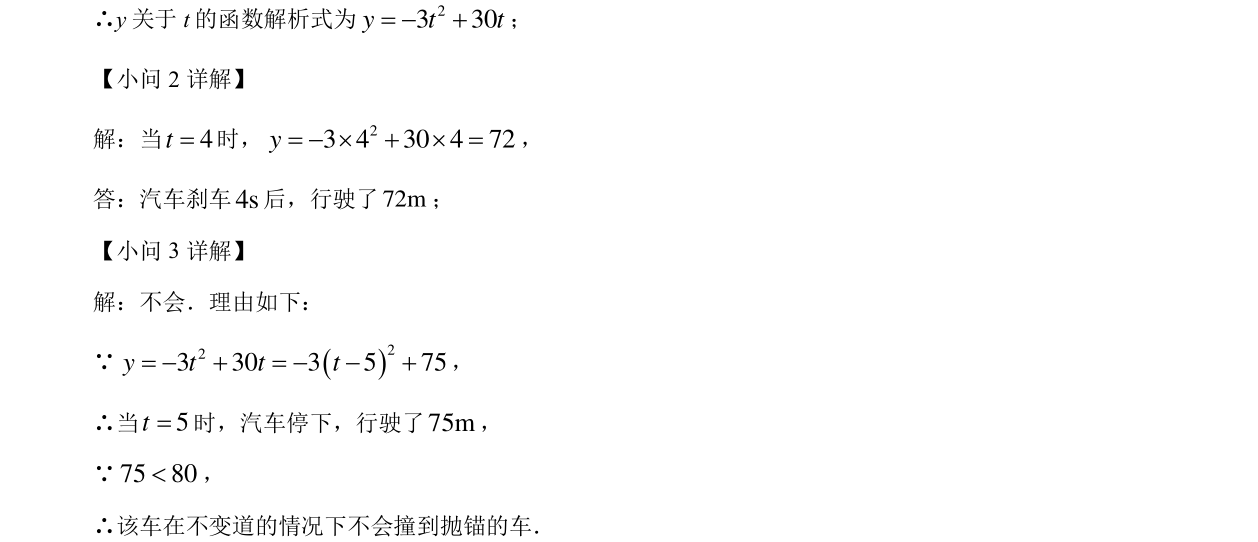 ∴y 关于 t 的函数解析式为 y = −3t² + 30t；
【小问 2 详解】
解：当 t = 4 时， y = −3×4² + 30×4 = 72，
答：汽车刹车 4s 后，行驶了 72m；
【小问 3 详解】
解：不会．理由如下：
∵ y = −3t² + 30t = −3(t − 5)² + 75，
∴当 t = 5 时，汽车停下，行驶了 75m，
∵ 75 < 80，
∴该车在不变道的情况下不会撞到抛锚的车．